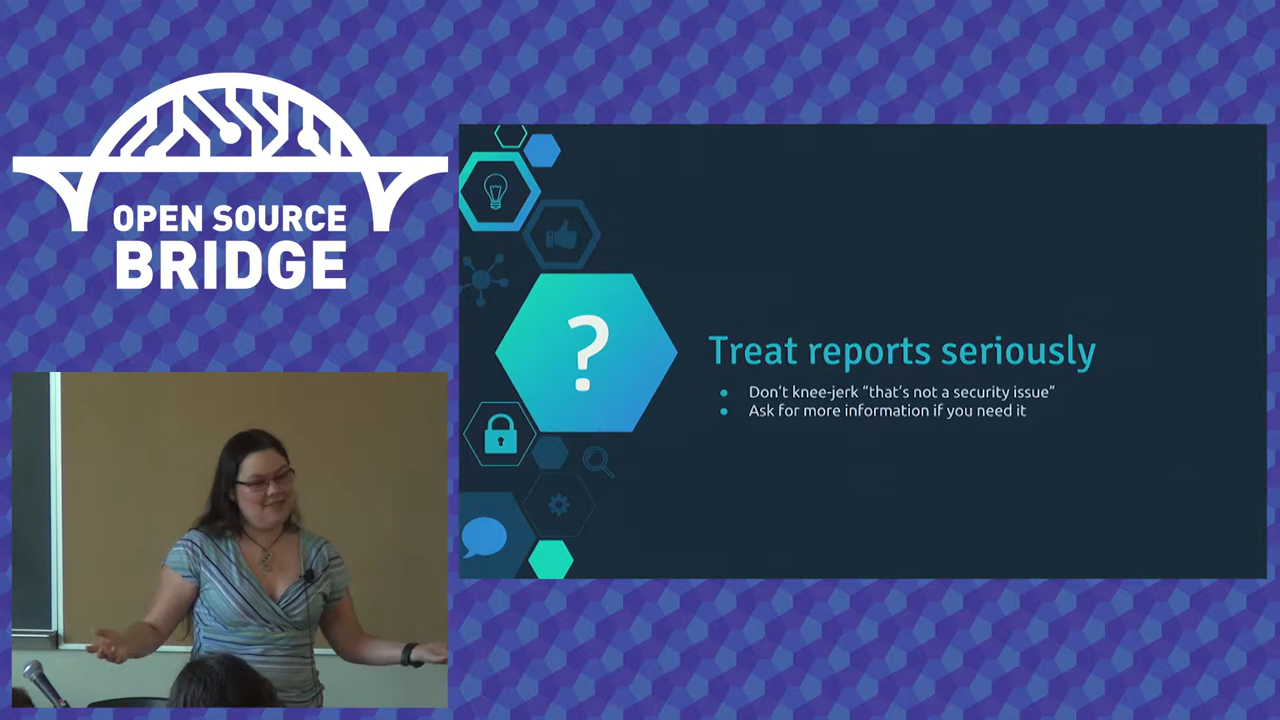 OPEN SOURCE
BRIDGE
?
Treat reports seriously
• Don't knee-jerk “that's not a security issue”
• Ask for more information if you need it